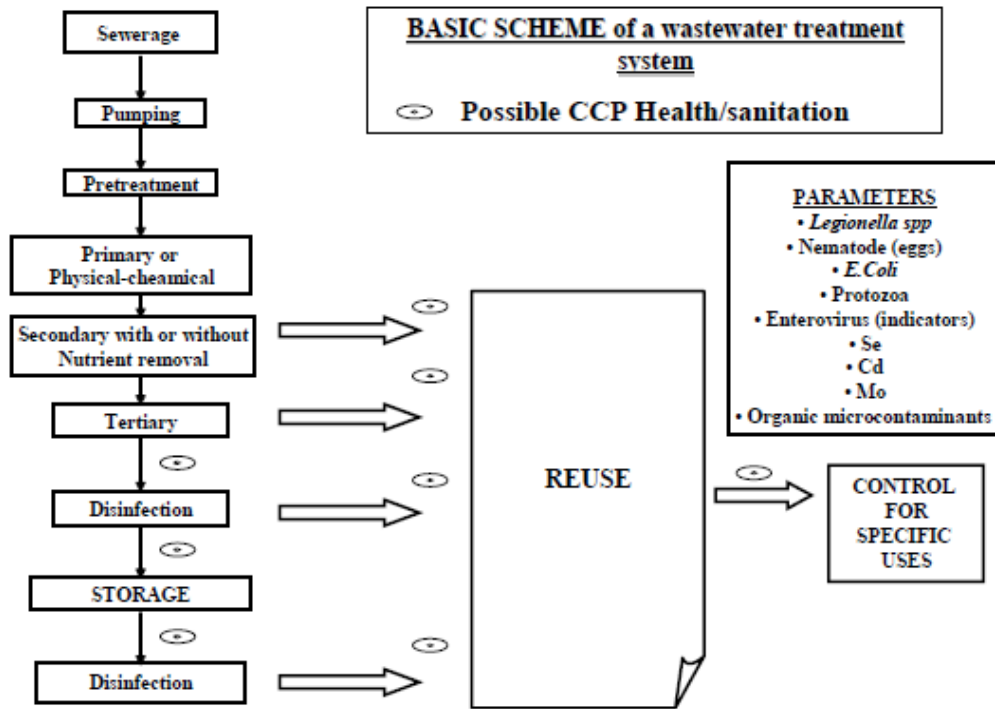 Sewerage
Pumping
Pretreatment
Primary or
Physical-cheamical
Secondary with or without
Nutrient removal
Tertiary
Disinfection
STORAGE
Disinfection
BASIC SCHEME of a wastewater treatment
system
Possible CCP Health/sanitation
REUSE
PARAMETERS
• Legionella spp
• Nematode (eggs)
• E.Coli
• Protozoa
• Enterovirus (indicators)
• Se
• Cd
• Mo
• Organic microcontaminants
CONTROL
FOR
SPECIFIC
USES